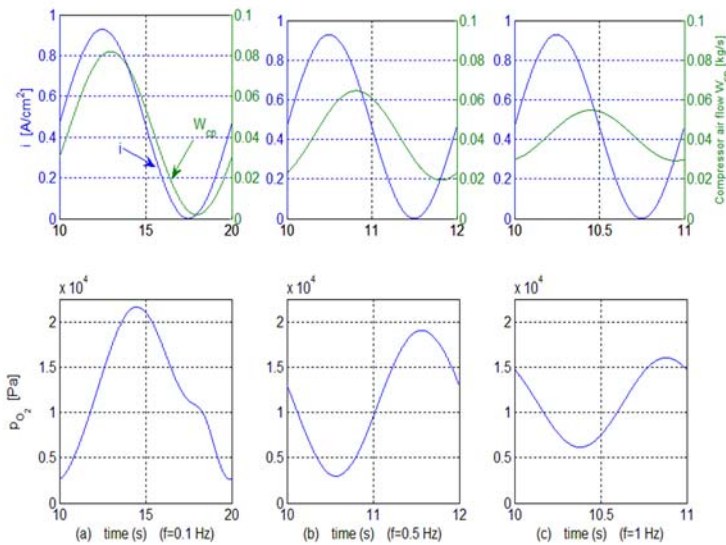 1 0.1 1 0.1 1 0.1
0.8 0.08 0.8 0.08 0.8 0.08
0.6 0.06 0.6 0.06 0.6 0.06
0.4 0.04 0.4 0.04 0.4 0.04
0.2 0.02 0.2 0.02 0.2 0.02
0 0 0 0 0 0
i [A/cm²]
i
W_cp
Compressor air flow W_cp [kg/s]
10 15 20 10 11 12 10 10.5 11
x 10⁴ x 10⁴ x 10⁴
2 2 2
1.5 1.5 1.5
1 1 1
0.5 0.5 0.5
0 0 0
p_O₂ [Pa]
10 15 20 10 11 12 10 10.5 11
(a) time (s) (f=0.1 Hz) (b) time (s) (f=0.5 Hz) (c) time (s) (f=1 Hz)